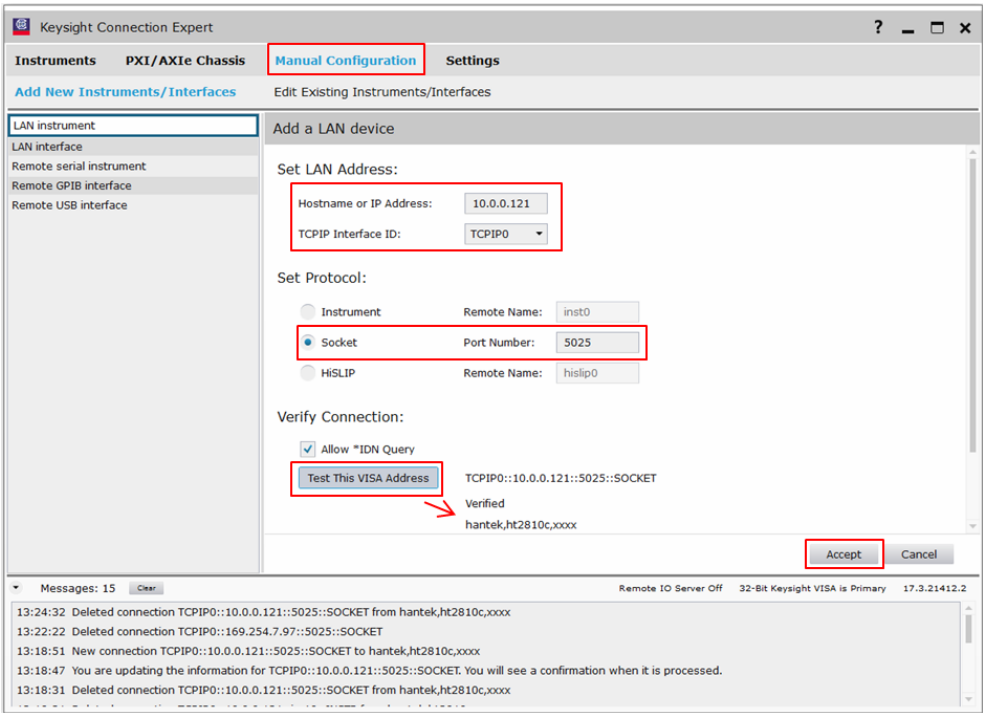 Keysight Connection Expert
Instruments PXI/AXIe Chassis Manual Configuration Settings
Add New Instruments/Interfaces Edit Existing Instruments/Interfaces
LAN instrument
LAN interface
Remote serial instrument
Remote GPIB interface
Remote USB interface
Add a LAN device
Set LAN Address:
Hostname or IP Address: 10.0.0.121
TCPIP Interface ID: TCPIP0
Set Protocol:
Instrument Remote Name: inst0
Socket Port Number: 5025
HiSLIP Remote Name: hislip0
Verify Connection:
Allow *IDN Query
Test This VISA Address TCPIP0::10.0.0.121::5025::SOCKET
Verified
hantek,ht2810c,xxxx
Accept Cancel
Messages: 15 Clear Remote IO Server Off 32-Bit Keysight VISA is Primary 17.3.21412.2
13:24:32 Deleted connection TCPIP0::10.0.0.121::5025::SOCKET from hantek,ht2810c,xxxx
13:22:22 Deleted connection TCPIP0::169.254.7.97::5025::SOCKET
13:18:51 New connection TCPIP0::10.0.0.121::5025::SOCKET to hantek,ht2810c,xxxx
13:18:47 You are updating the information for TCPIP0::10.0.0.121::5025::SOCKET. You will see a confirmation when it is processed.
13:18:31 Deleted connection TCPIP0::10.0.0.121::5025::SOCKET from hantek,ht2810c,xxxx